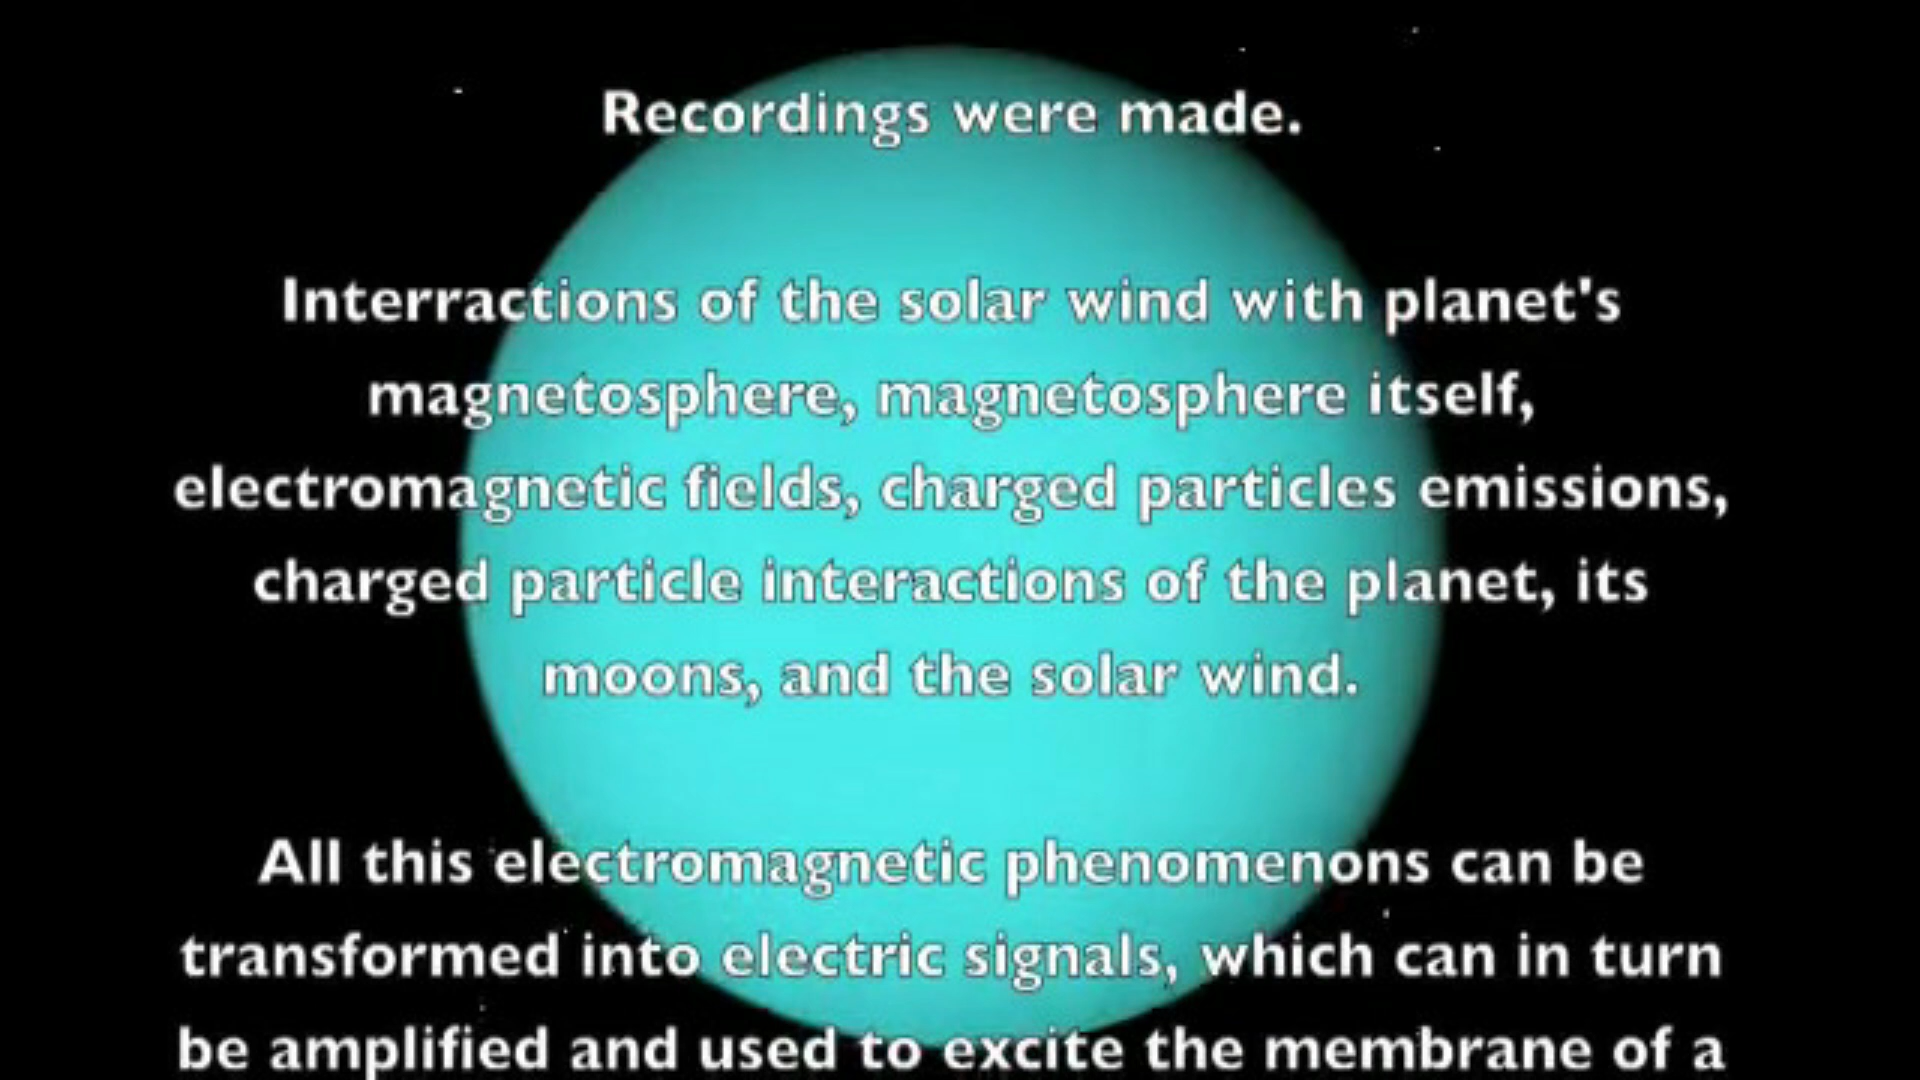 Recordings were made.
Interractions of the solar wind with planet's
magnetosphere, magnetosphere itself,
electromagnetic fields, charged particles emissions,
charged particle interactions of the planet, its
moons, and the solar wind.
All this electromagnetic phenomenons can be
transformed into electric signals, which can in turn
be amplified and used to excite the membrane of a